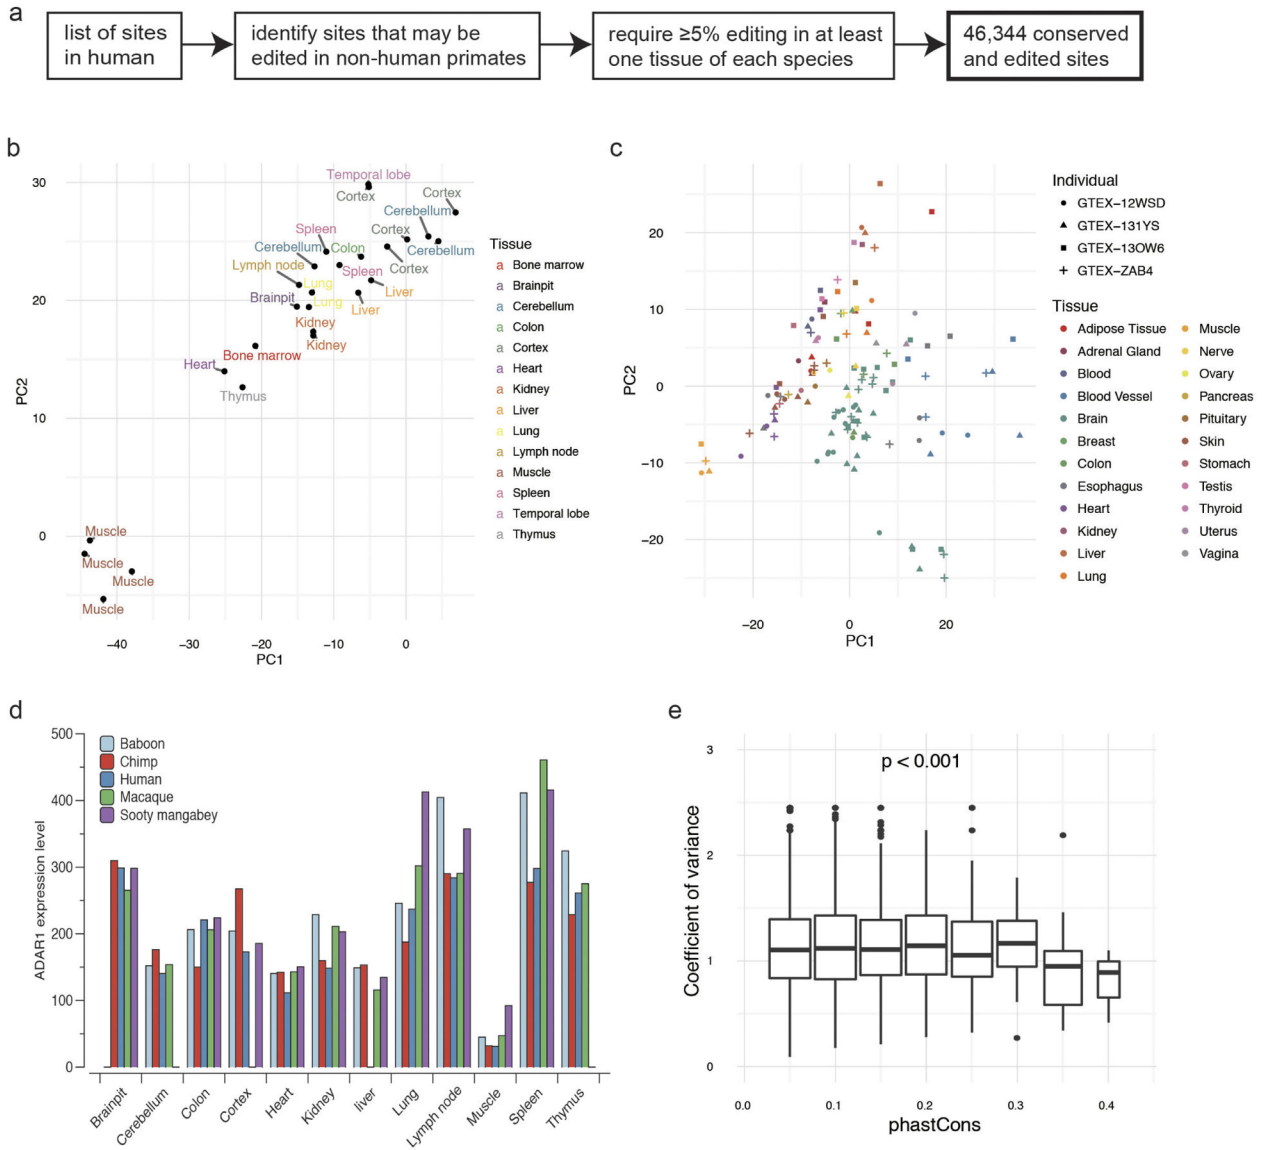 a
list of sites
in human
identify sites that may be
edited in non-human primates
require ≥5% editing in at least
one tissue of each species
46,344 conserved
and edited sites
b
30
20
10
0
PC2
−40
−30
−20
−10
0
PC1
Temporal lobe
Cortex
Cortex
Cerebellum
Spleen
Cortex
Cerebellum
Colon
Cerebellum
Lymph node
Spleen
Cortex
Lung
Liver
Brainpit
Lung
Liver
Kidney
Kidney
Bone marrow
Heart
Thymus
Muscle
Muscle
Muscle
Muscle
Tissue
a Bone marrow
a Brainpit
a Cerebellum
a Colon
a Cortex
a Heart
a Kidney
a Liver
a Lung
a Lymph node
a Muscle
a Spleen
a Temporal lobe
a Thymus
c
20
10
0
−10
−20
PC2
−20
0
20
PC1
Individual
GTEX-12WSD
GTEX-131YS
GTEX-13OW6
GTEX-ZAB4
Tissue
Adipose Tissue
Adrenal Gland
Blood
Blood Vessel
Brain
Breast
Colon
Esophagus
Heart
Kidney
Liver
Lung
Muscle
Nerve
Ovary
Pancreas
Pituitary
Skin
Stomach
Testis
Thyroid
Uterus
Vagina
d
500
400
300
200
100
0
ADAR1 expression level
Baboon
Chimp
Human
Macaque
Sooty mangabey
Brainpit
Cerebellum
Colon
Cortex
Heart
Kidney
liver
Lung
Lymph node
Muscle
Spleen
Thymus
e
p < 0.001
3
2
1
0
Coefficient of variance
0.0
0.1
0.2
0.3
0.4
phastCons